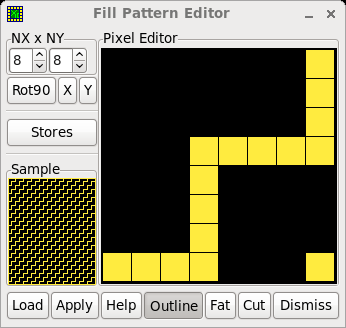 Fill Pattern Editor
NX x NY
Pixel Editor
8 8
Rot90 X Y
Stores
Sample
Load Apply Help Outline Fat Cut Dismiss